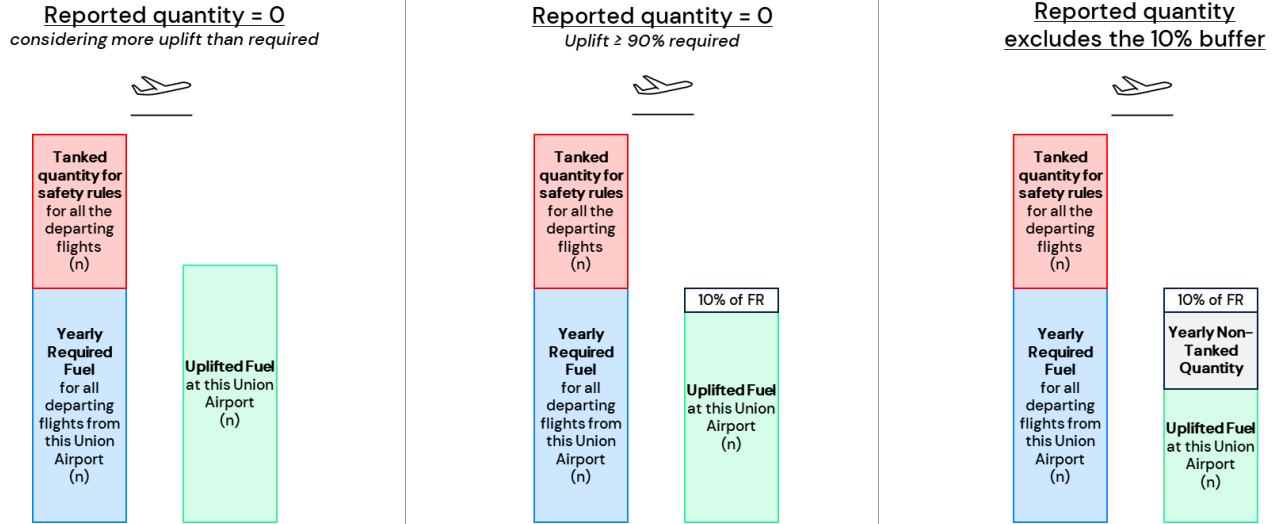 Reported quantity = 0
considering more uplift than required
Tanked
quantity for
safety rules
for all the
departing
flights
(n)
Yearly
Required
Fuel
for all
departing
flights from
this Union
Airport
(n)
Uplifted Fuel
at this Union
Airport
(n)
Reported quantity = 0
Uplift ≥ 90% required
Tanked
quantity for
safety rules
for all the
departing
flights
(n)
Yearly
Required
Fuel
for all
departing
flights from
this Union
Airport
(n)
10% of FR
Uplifted Fuel
at this Union
Airport
(n)
Reported quantity
excludes the 10% buffer
Tanked
quantity for
safety rules
for all the
departing
flights
(n)
Yearly
Required
Fuel
for all
departing
flights from
this Union
Airport
(n)
10% of FR
Yearly Non-
Tanked
Quantity
Uplifted Fuel
at this Union
Airport
(n)